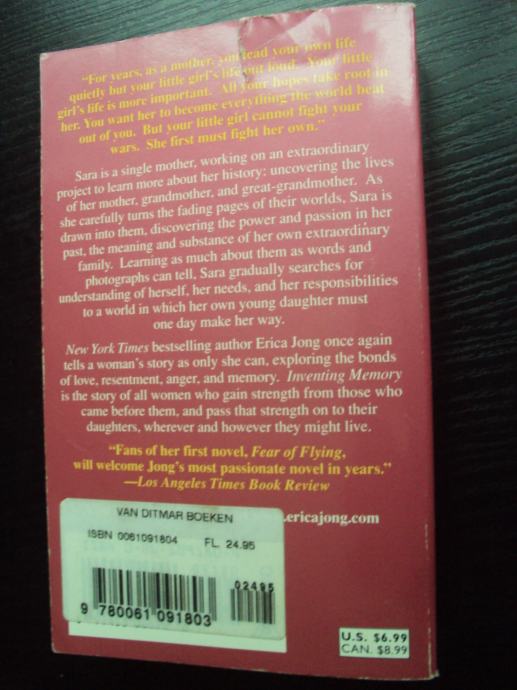 "For years, as a mother, you lead your own life
quietly but your little girl's life out loud. Your little
girl's life is more important. All your hopes take root in
her. You want her to become everything the world beat
out of you. But your little girl cannot fight your
wars. She first must fight her own."
Sara is a single mother, working on an extraordinary
project to learn more about her history: uncovering the lives
of her mother, grandmother, and great-grandmother. As
she carefully turns the fading pages of their worlds, Sara is
drawn into them, discovering the power and passion in her
past, the meaning and substance of her own extraordinary
family. Learning as much about them as words and
photographs can tell, Sara gradually searches for
understanding of herself, her needs, and her responsibilities
to a world in which her own young daughter must
one day make her way.
New York Times bestselling author Erica Jong once again
tells a woman's story as only she can, exploring the bonds
of love, resentment, anger, and memory. Inventing Memory
is the story of all women who gain strength from those who
came before them, and pass that strength on to their
daughters, wherever and however they might live.
"Fans of her first novel, Fear of Flying,
will welcome Jong's most passionate novel in years."
—Los Angeles Times Book Review
.ericajong.com
VAN DITMAR BOEKEN
ISBN 0061091804 FL. 24.95
02495
9 780061 091803
U.S. $6.99
CAN. $8.99